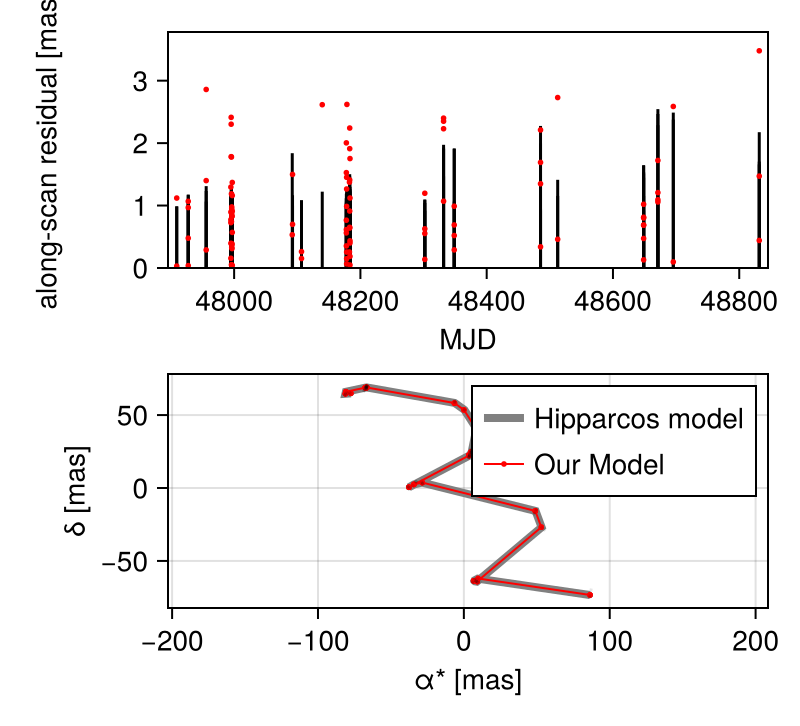 along-scan residual [mas
3
2
1
0
48000 48200 48400 48600 48800
MJD
δ [mas]
50
0
−50
Hipparcos model
Our Model
−200 −100 0 100 200
α* [mas]